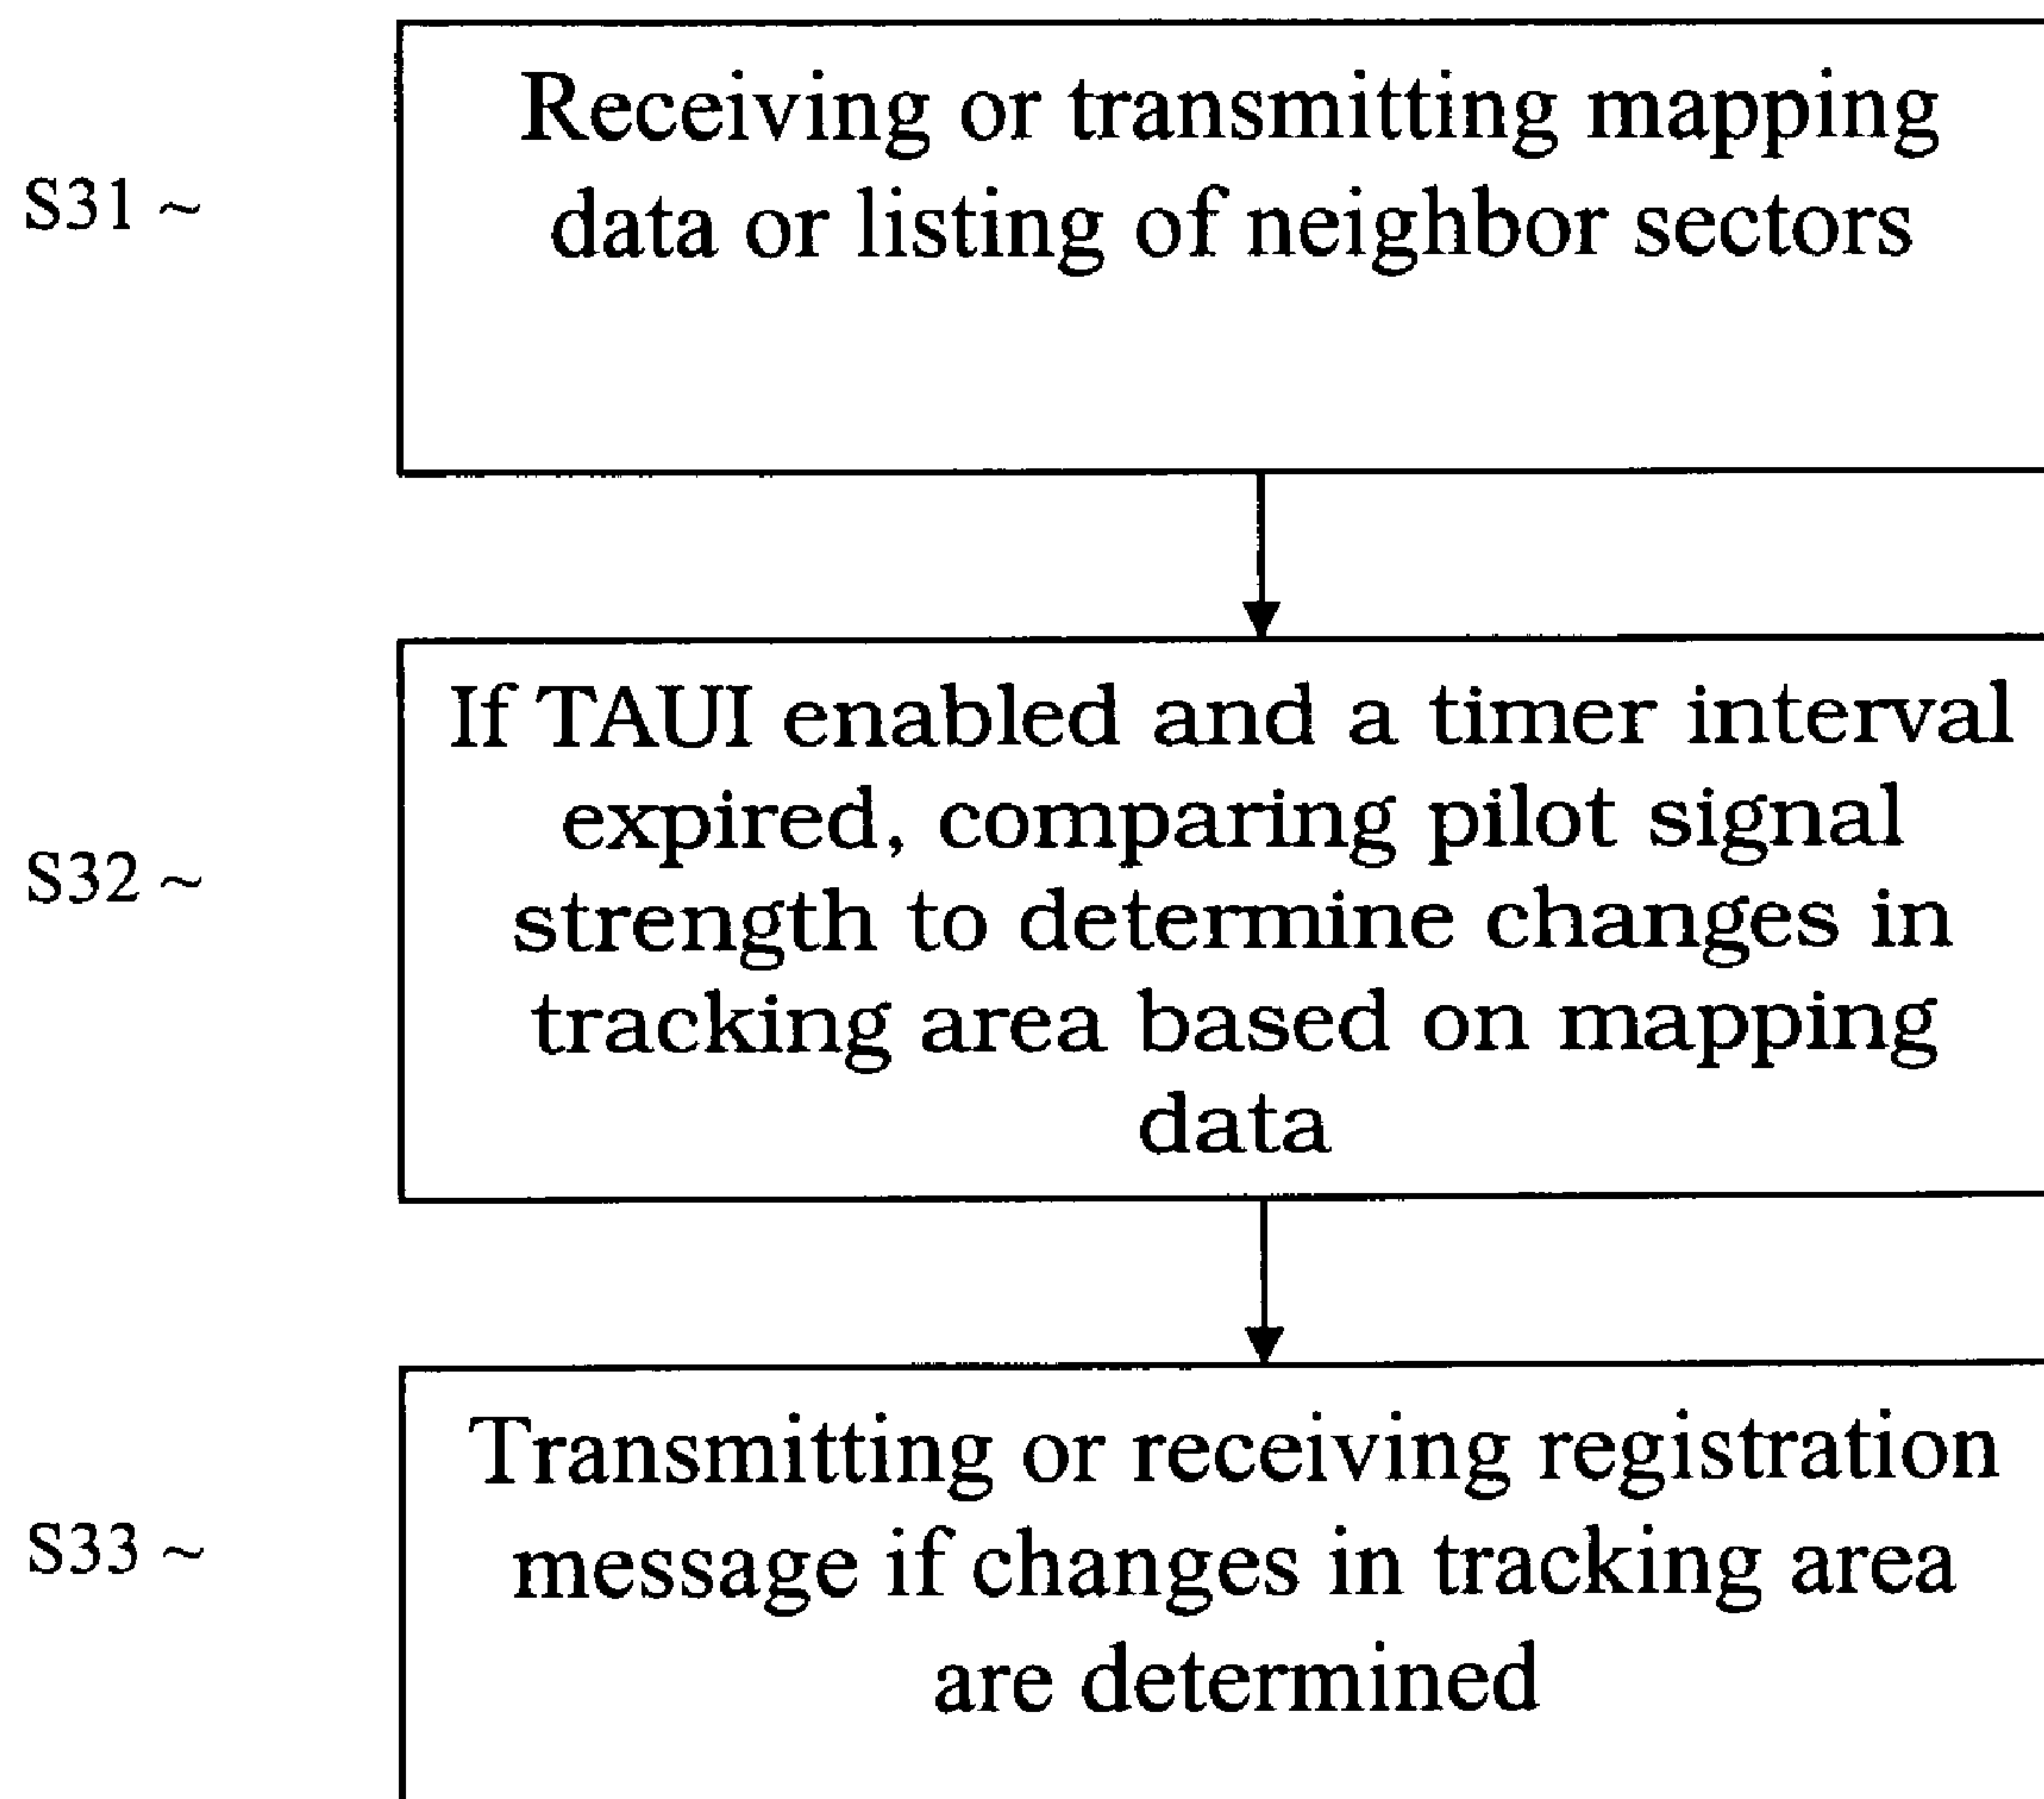 Receiving or transmitting mapping
S31 ~
data or listing of neighbor sectors
If TAUI enabled and a timer interval
expired, comparing pilot signal
S32 ~
strength to determine changes in
tracking area based on mapping
data
Transmitting or receiving registration
S33 ~
message if changes in tracking area
are determined